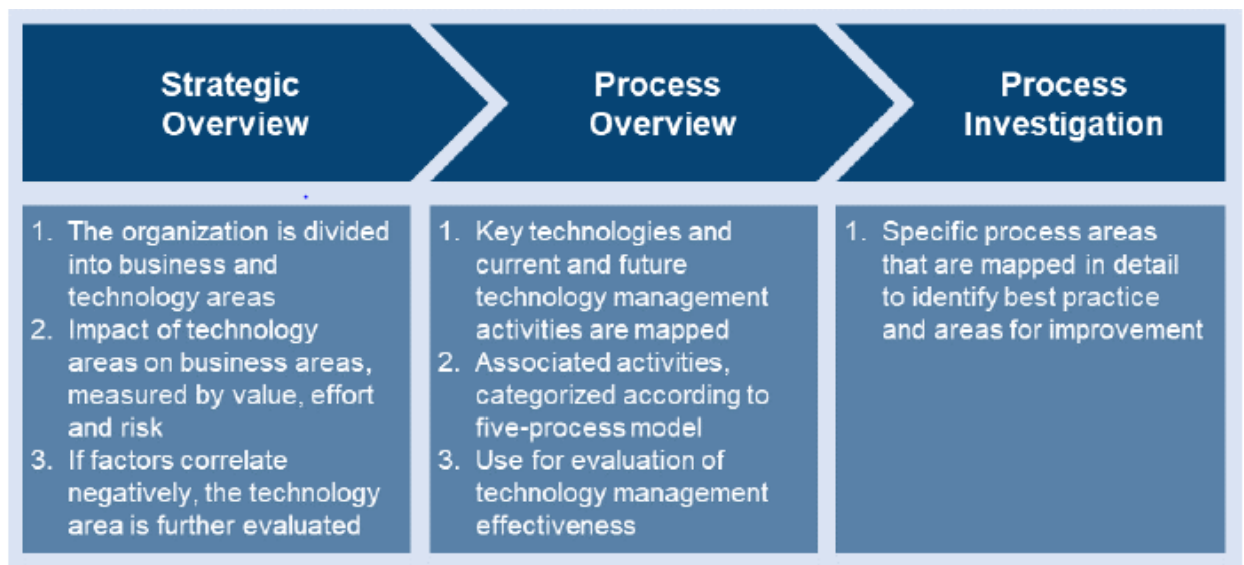 Strategic
Overview
Process
Overview
Process
Investigation
1. The organization is divided
into business and
technology areas
2. Impact of technology
areas on business areas,
measured by value, effort
and risk
3. If factors correlate
negatively, the technology
area is further evaluated
1. Key technologies and
current and future
technology management
activities are mapped
2. Associated activities,
categorized according to
five-process model
3. Use for evaluation of
technology management
effectiveness
1. Specific process areas
that are mapped in detail
to identify best practice
and areas for improvement